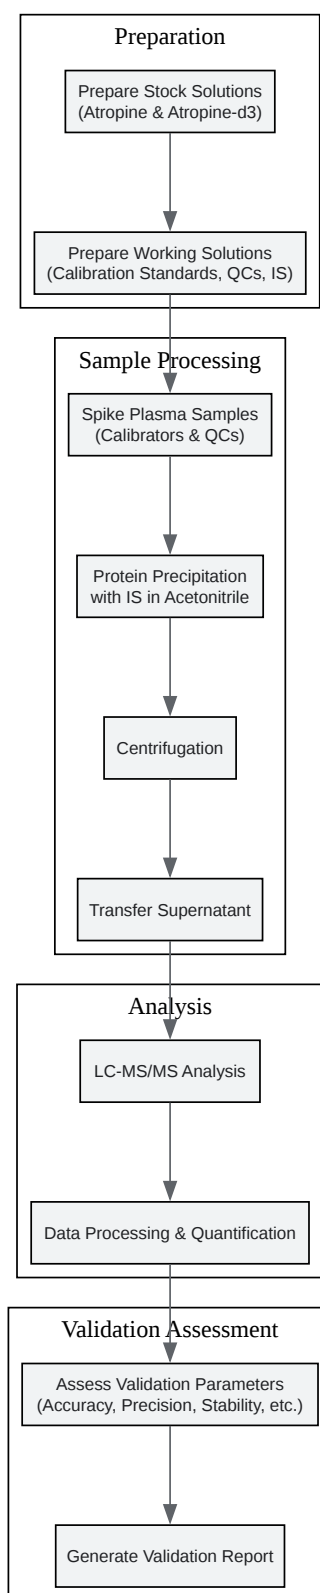 Preparation
Prepare Stock Solutions
(Atropine & Atropine-d3)
Prepare Working Solutions
(Calibration Standards, QCs, IS)
Sample Processing
Spike Plasma Samples
(Calibrators & QCs)
Protein Precipitation
with IS in Acetonitrile
Centrifugation
Transfer Supernatant
Analysis
LC-MS/MS Analysis
Data Processing & Quantification
Validation Assessment
Assess Validation Parameters
(Accuracy, Precision, Stability, etc.)
Generate Validation Report